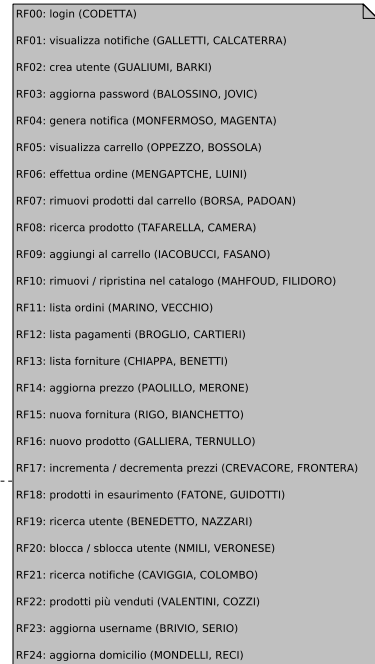 RF00: login (CODETTA)
RF01: visualizza notifiche (GALLETTI, CALCATERRA)
RF02: crea utente (GUALIUMI, BARKI)
RF03: aggiorna password (BALOSSINO, JOVIC)
RF04: genera notifica (MONFERMOSO, MAGENTA)
RF05: visualizza carrello (OPPEZZO, BOSSOLA)
RF06: effettua ordine (MENGAPTCHE, LUINI)
RF07: rimuovi prodotti dal carrello (BORSA, PADOAN)
RF08: ricerca prodotto (TAFARELLA, CAMERA)
RF09: aggiungi al carrello (IACOBUCCI, FASANO)
RF10: rimuovi / ripristina nel catalogo (MAHFOUD, FILIDORO)
RF11: lista ordini (MARINO, VECCHIO)
RF12: lista pagamenti (BROGLIO, CARTIERI)
RF13: lista forniture (CHIAPPA, BENETTI)
RF14: aggiorna prezzo (PAOLILLO, MERONE)
RF15: nuova fornitura (RIGO, BIANCHETTO)
RF16: nuovo prodotto (GALLIERA, TERNULLO)
RF17: incrementa / decrementa prezzi (CREVACORE, FRONTERA)
RF18: prodotti in esaurimento (FATONE, GUIDOTTI)
RF19: ricerca utente (BENEDETTO, NAZZARI)
RF20: blocca / sblocca utente (NMILI, VERONESE)
RF21: ricerca notifiche (CAVIGGIA, COLOMBO)
RF22: prodotti più venduti (VALENTINI, COZZI)
RF23: aggiorna username (BRIVIO, SERIO)
RF24: aggiorna domicilio (MONDELLI, RECI)